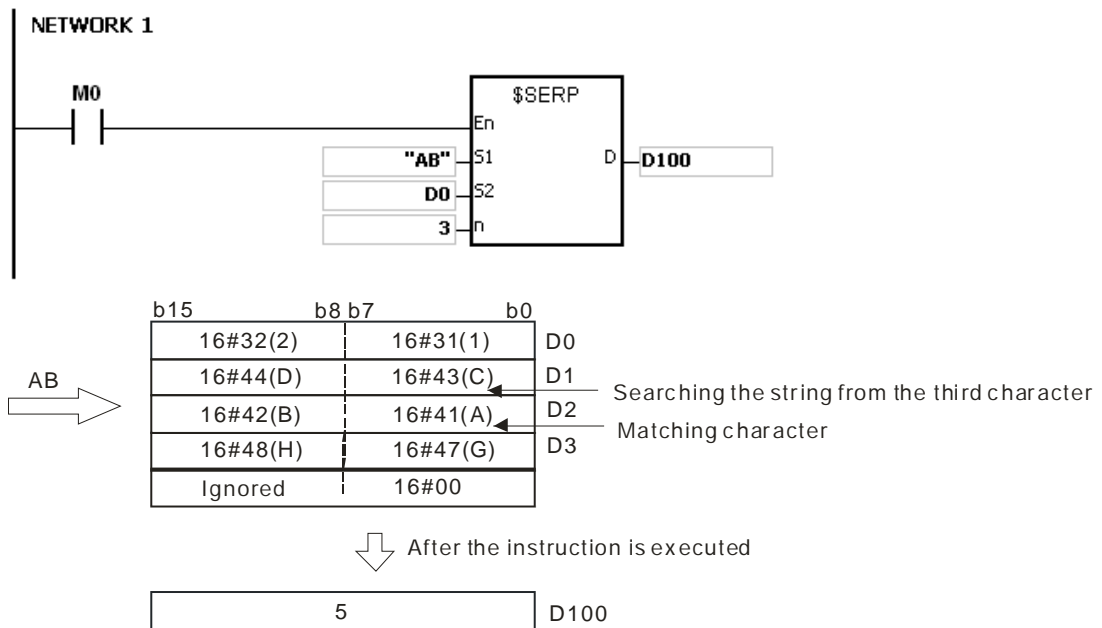 NETWORK 1
M0
$SERP
En
"AB" S1 D D100
D0 S2
3 n
b15 b8 b7 b0
16#32(2) 16#31(1) D0
AB
16#44(D) 16#43(C) D1
Searching the string from the third character
16#42(B) 16#41(A) D2
Matching character
16#48(H) 16#47(G) D3
Ignored 16#00
After the instruction is executed
5 D100